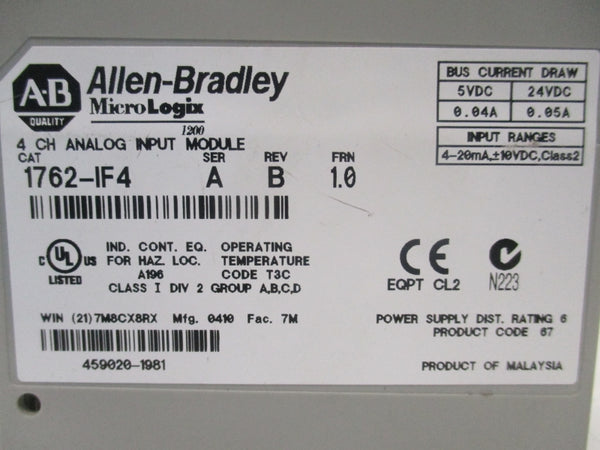 A-B
QUALITY
Allen-Bradley
MicroLogix
1200
4 CH ANALOG INPUT MODULE
CAT SER REV FRN
1762-IF4 A B 1.0
BUS CURRENT DRAW
5VDC 24VDC
0.04A 0.05A
INPUT RANGES
4-20mA,±10VDC,Class2
C UL US
LISTED
IND. CONT. EQ. OPERATING
FOR HAZ. LOC. TEMPERATURE
A196 CODE T3C
CLASS I DIV 2 GROUP A,B,C,D
CE
EQPT CL2
N223
WIN (21)7M8CX8RX Mfg. 0410 Fac. 7M
459020-1981
POWER SUPPLY DIST. RATING 6
PRODUCT CODE 67
PRODUCT OF MALAYSIA